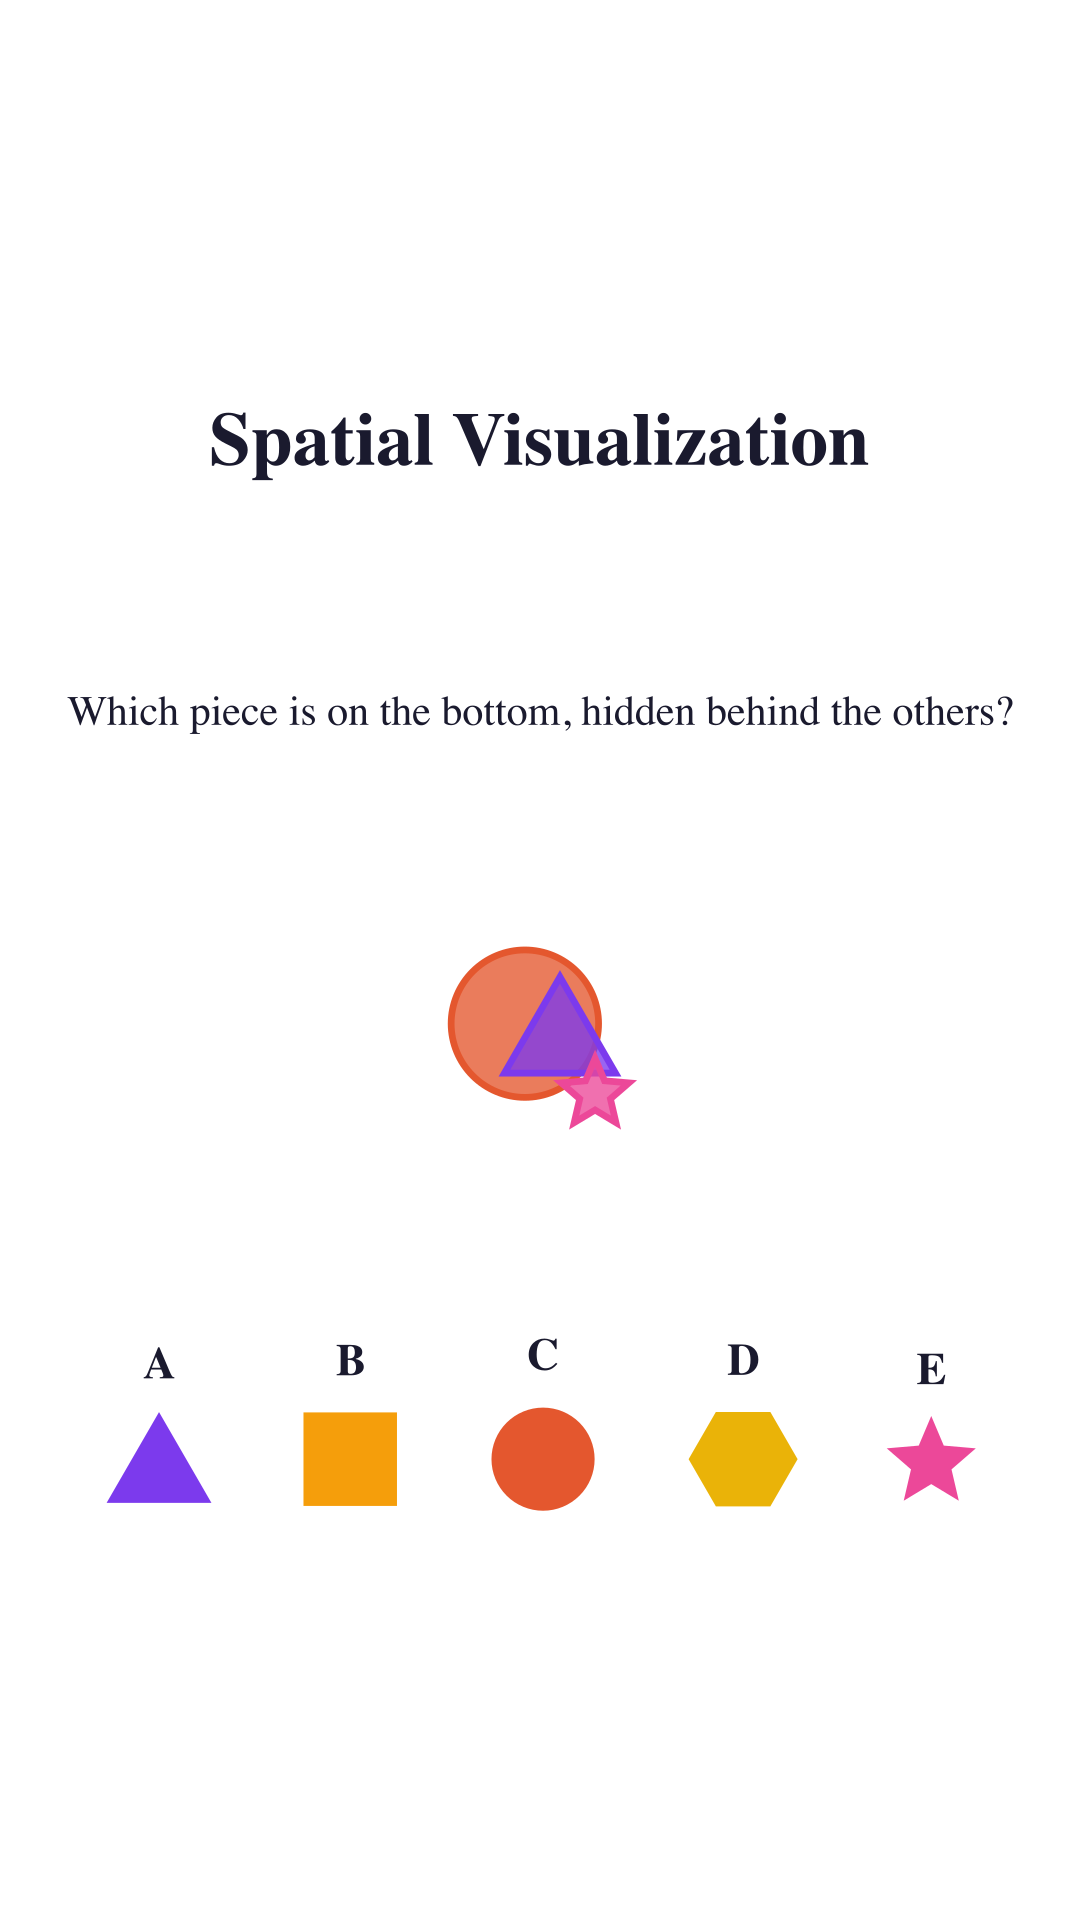 Spatial Visualization
Which piece is on the bottom, hidden behind the others?
A B C D E